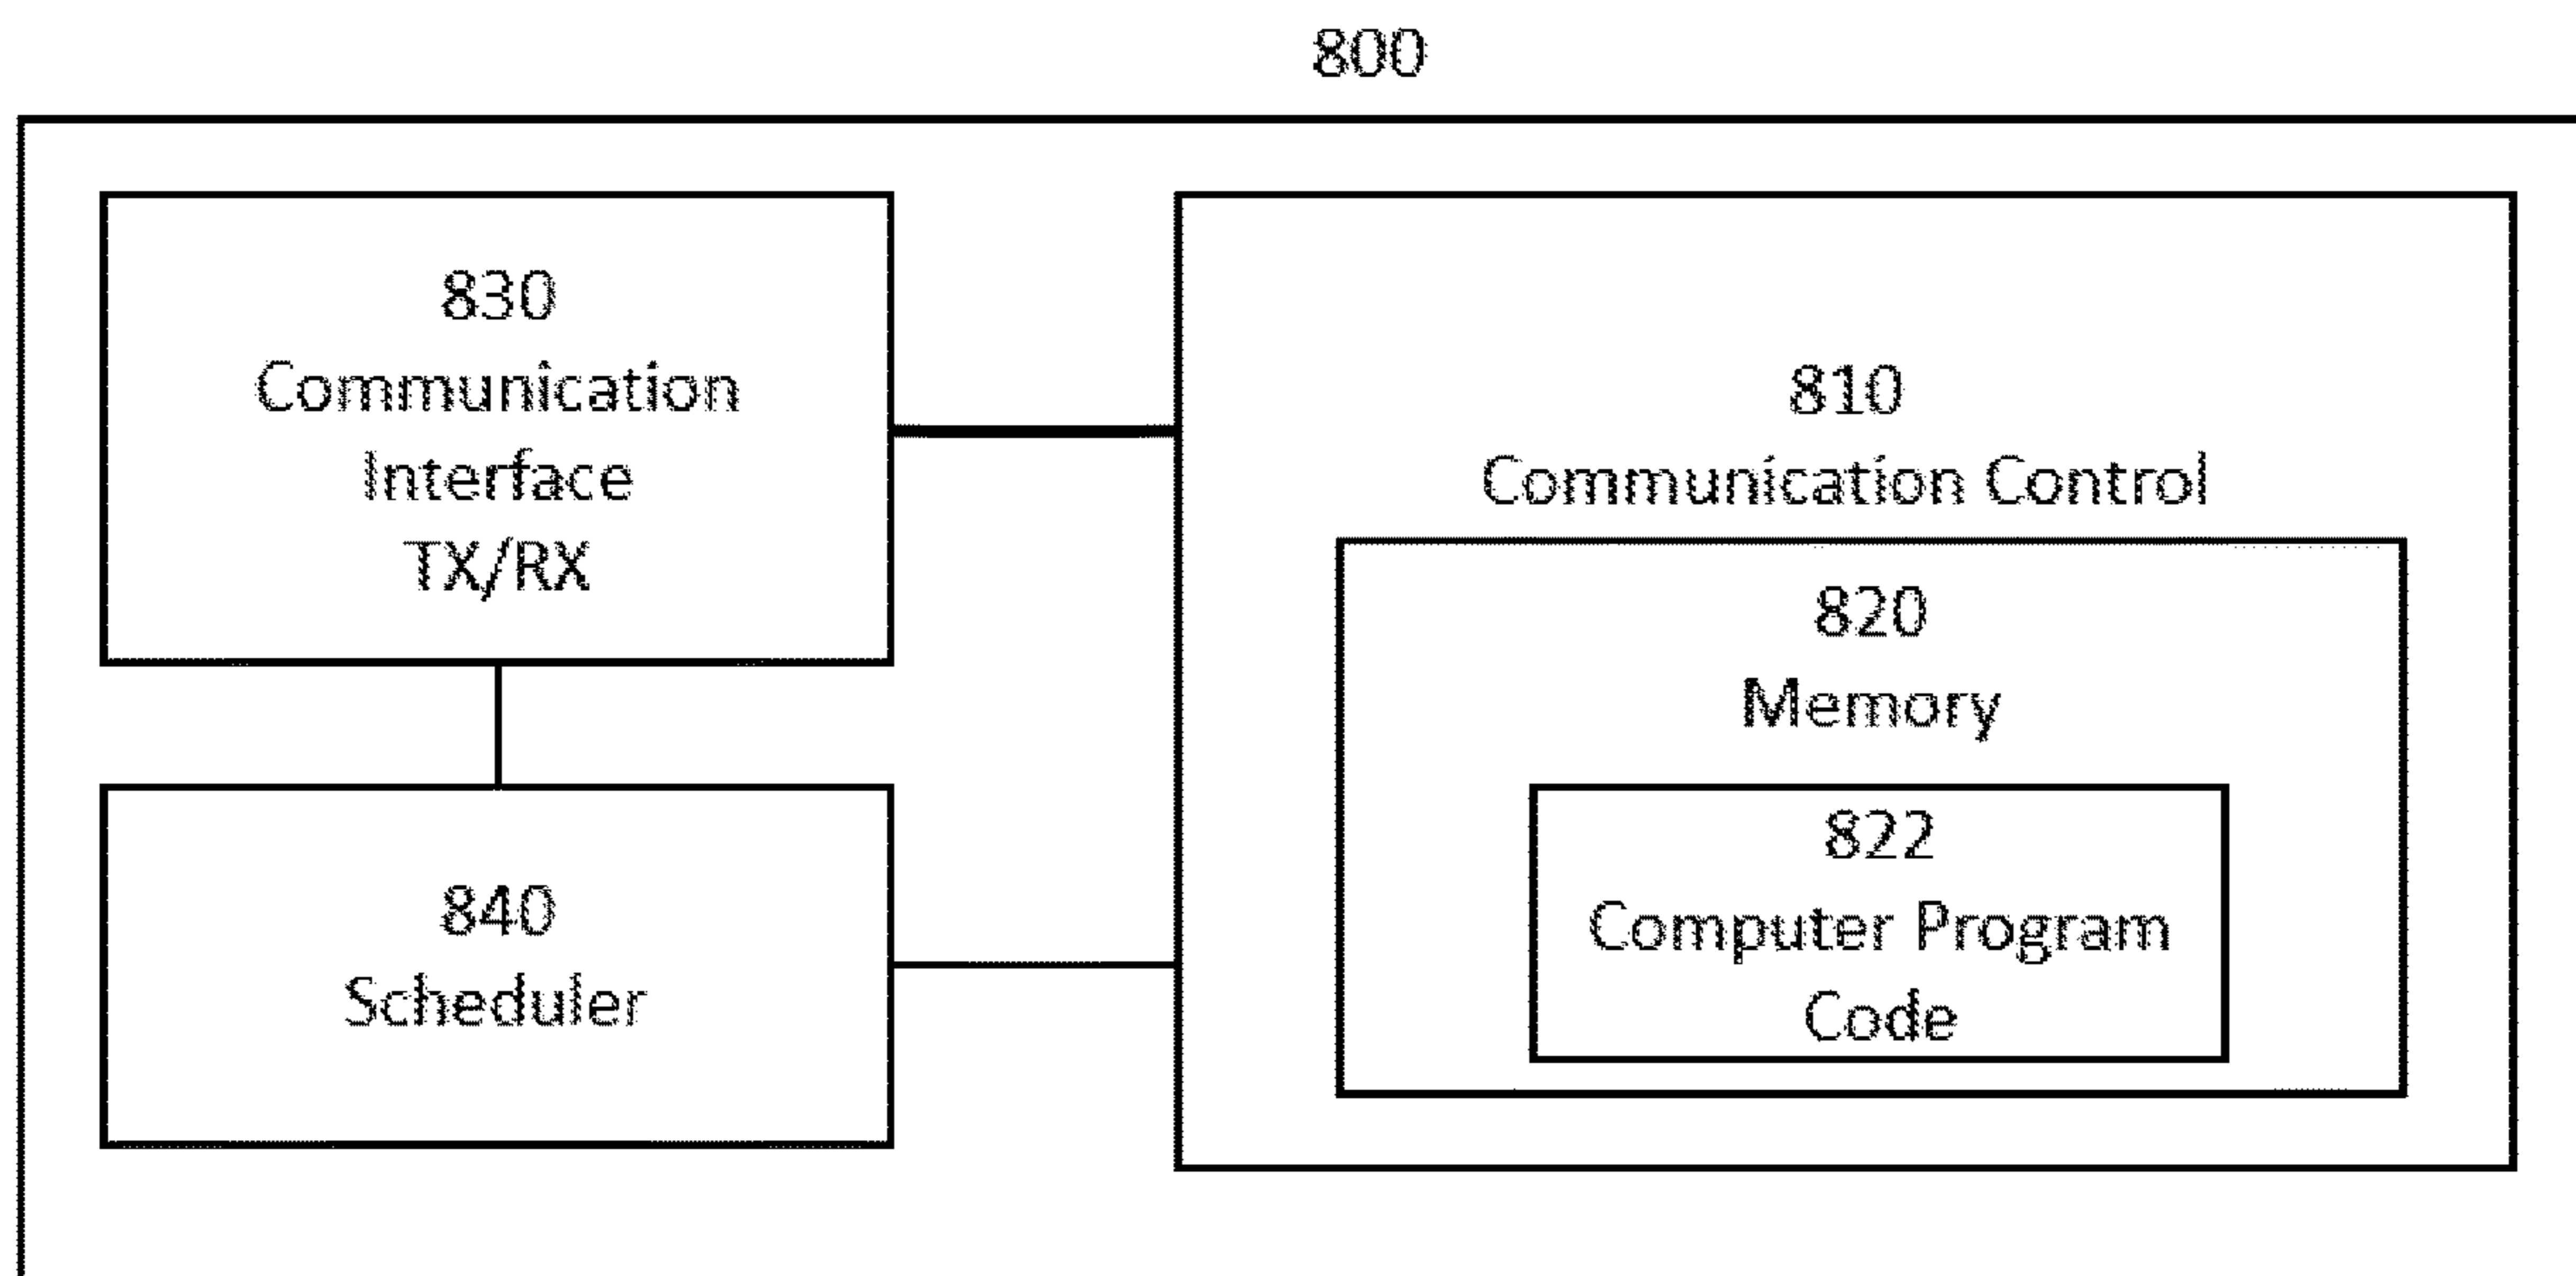 800
830
Communication
Interface
TX/RX
810
Communication Control
820
Memory
822
Computer Program
Code
840
Scheduler